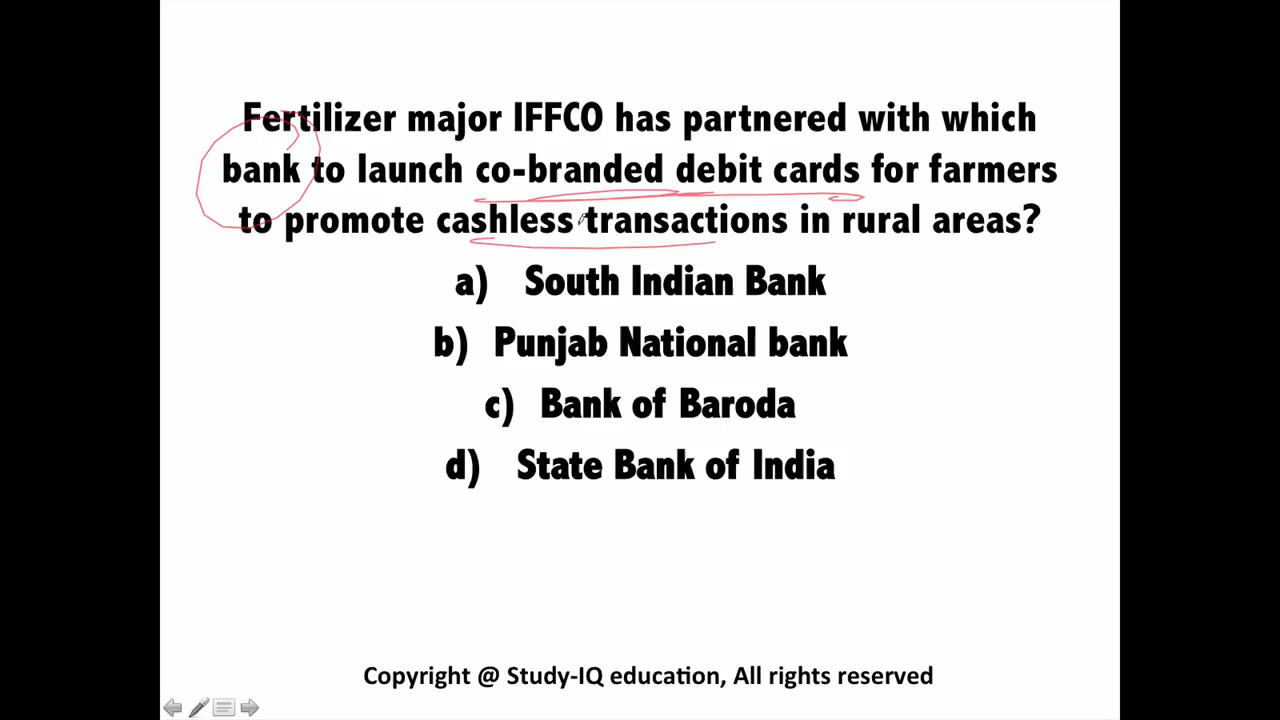 Fertilizer major IFFCO has partnered with which
bank to launch co-branded debit cards for farmers
to promote cashless transactions in rural areas?
a) South Indian Bank
b) Punjab National bank
c) Bank of Baroda
d) State Bank of India
Copyright @ Study-IQ education, All rights reserved